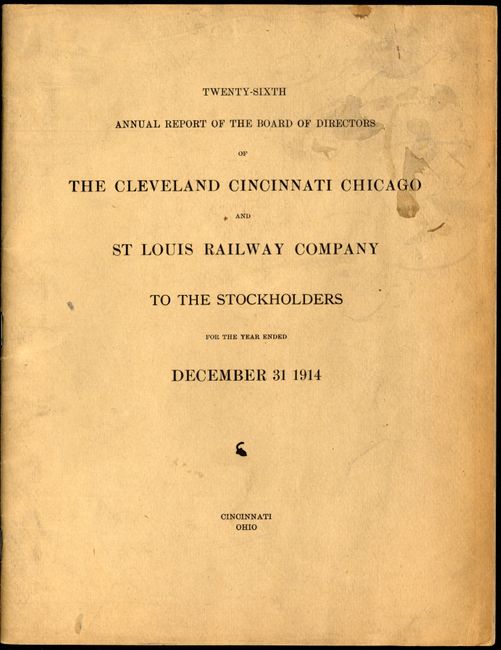 TWENTY-SIXTH
ANNUAL REPORT OF THE BOARD OF DIRECTORS
OF
THE CLEVELAND CINCINNATI CHICAGO
AND
ST LOUIS RAILWAY COMPANY
TO THE STOCKHOLDERS
FOR THE YEAR ENDED
DECEMBER 31 1914
CINCINNATI
OHIO